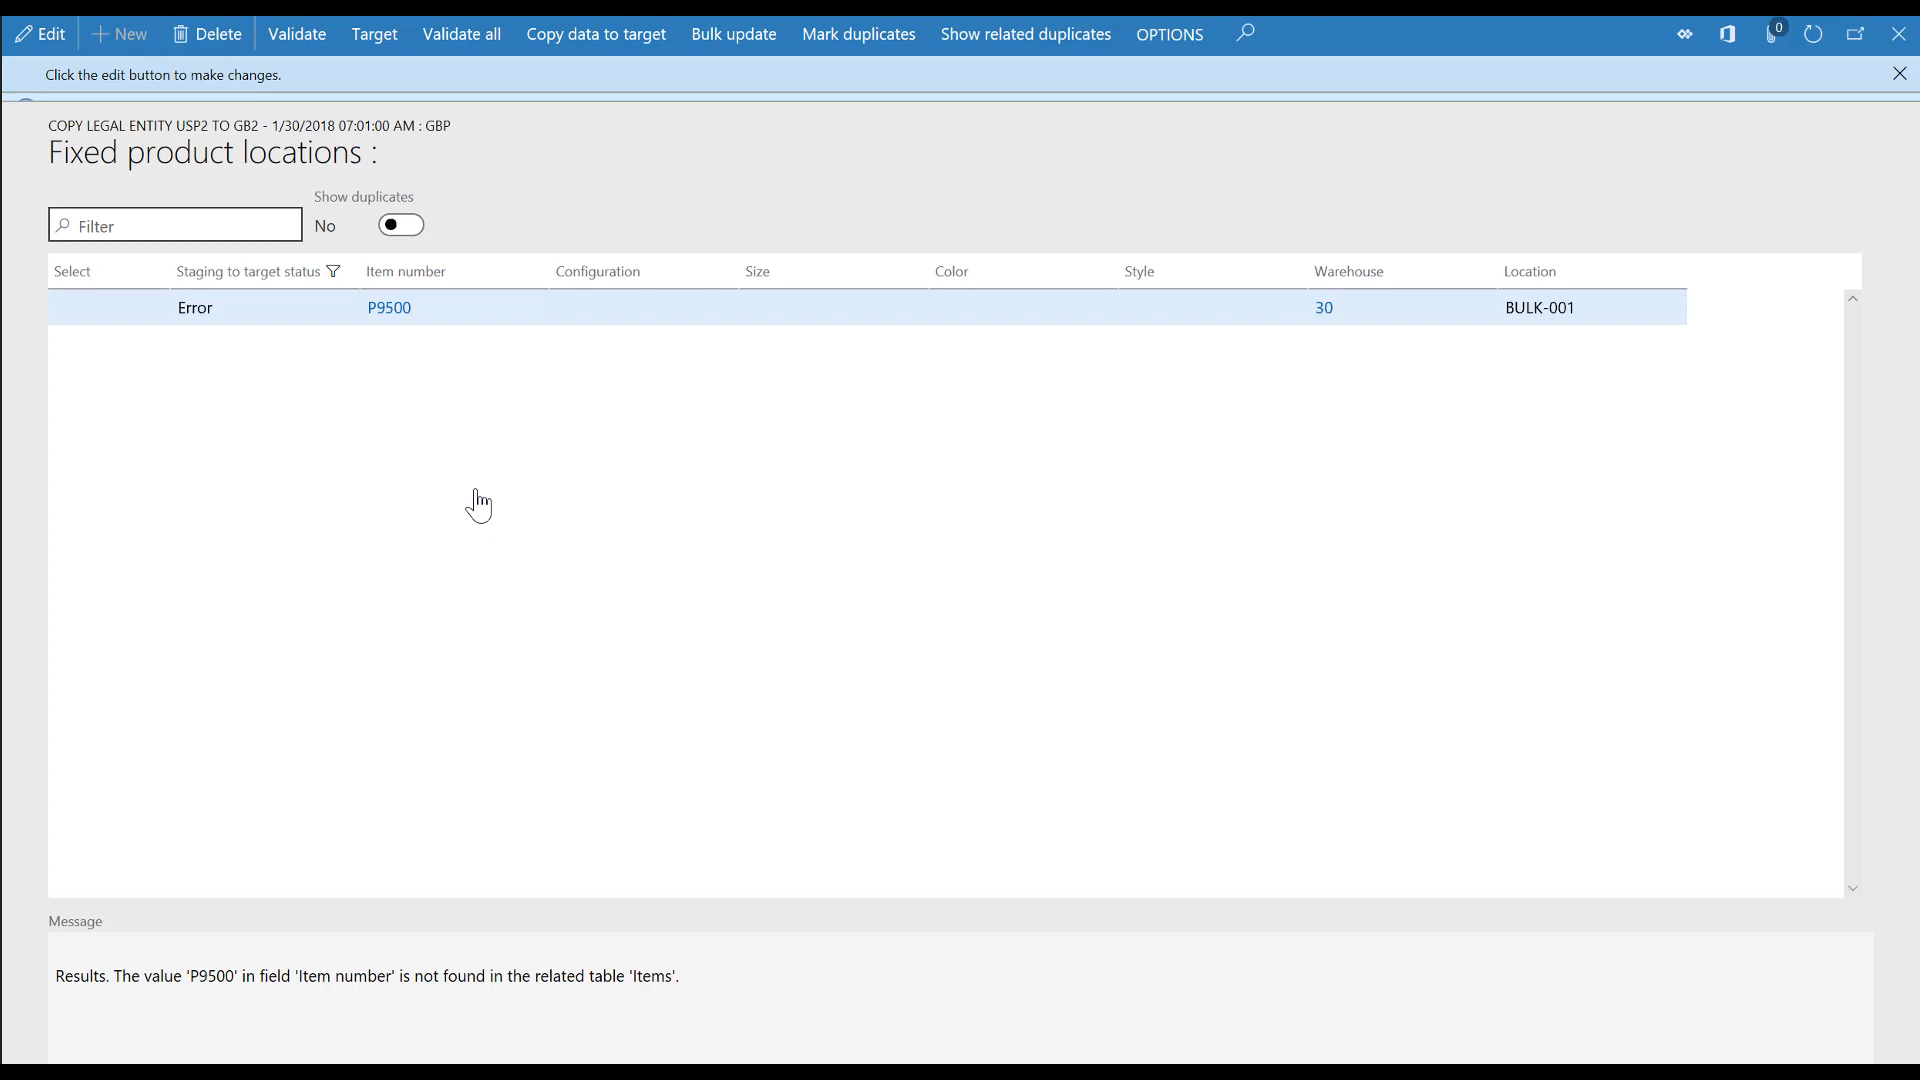 Edit New Delete Validate Target Validate all Copy data to target Bulk update Mark duplicates Show related duplicates OPTIONS 0
Click the edit button to make changes.
COPY LEGAL ENTITY USP2 TO GB2 - 1/30/2018 07:01:00 AM : GBP
Fixed product locations :
Show duplicates
Filter No
Select Staging to target status Item number Configuration Size Color Style Warehouse Location
Error P9500 30 BULK-001
Message
Results. The value 'P9500' in field 'Item number' is not found in the related table 'Items'.